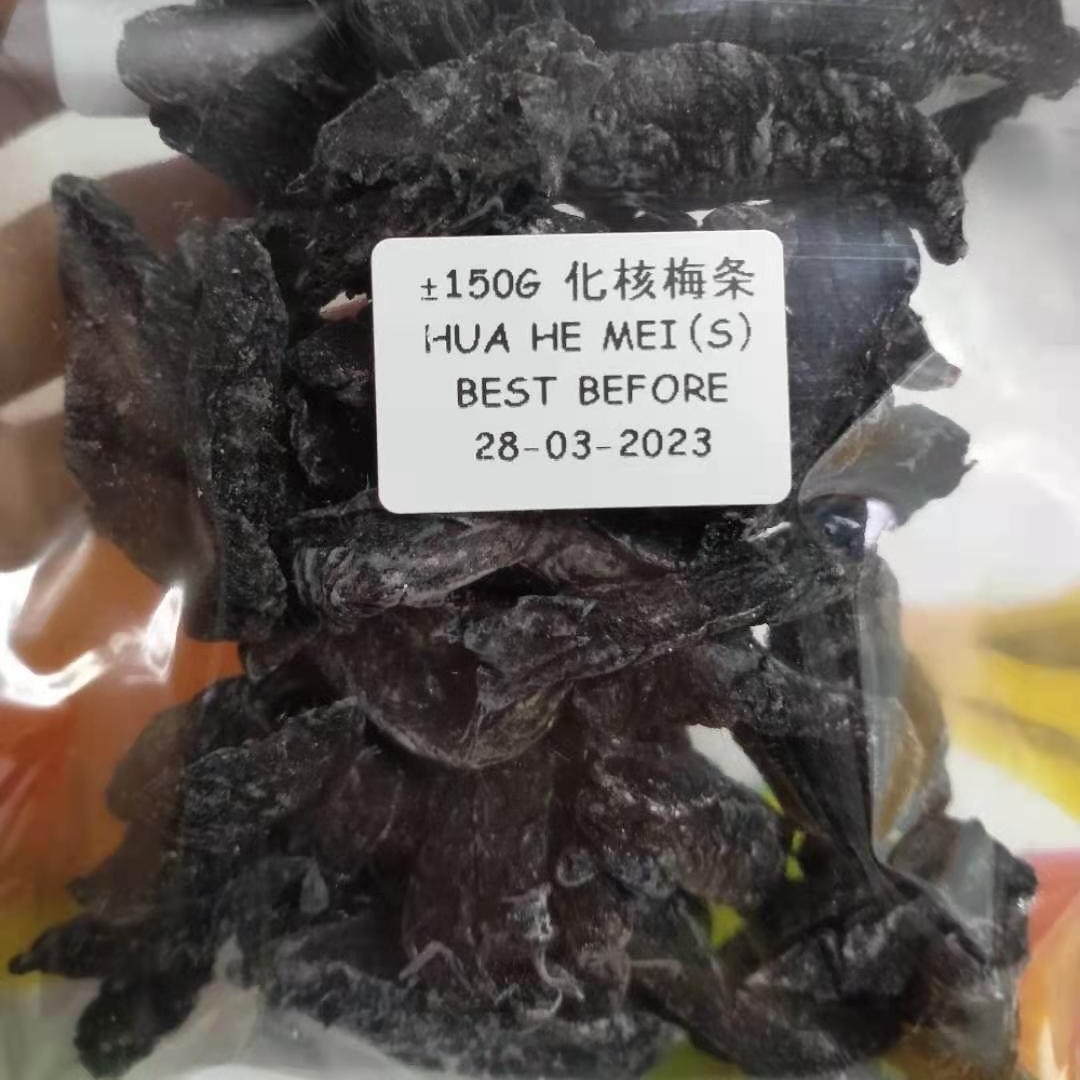 ±150G 化核梅条
HUA HE MEI(S)
BEST BEFORE
28-03-2023